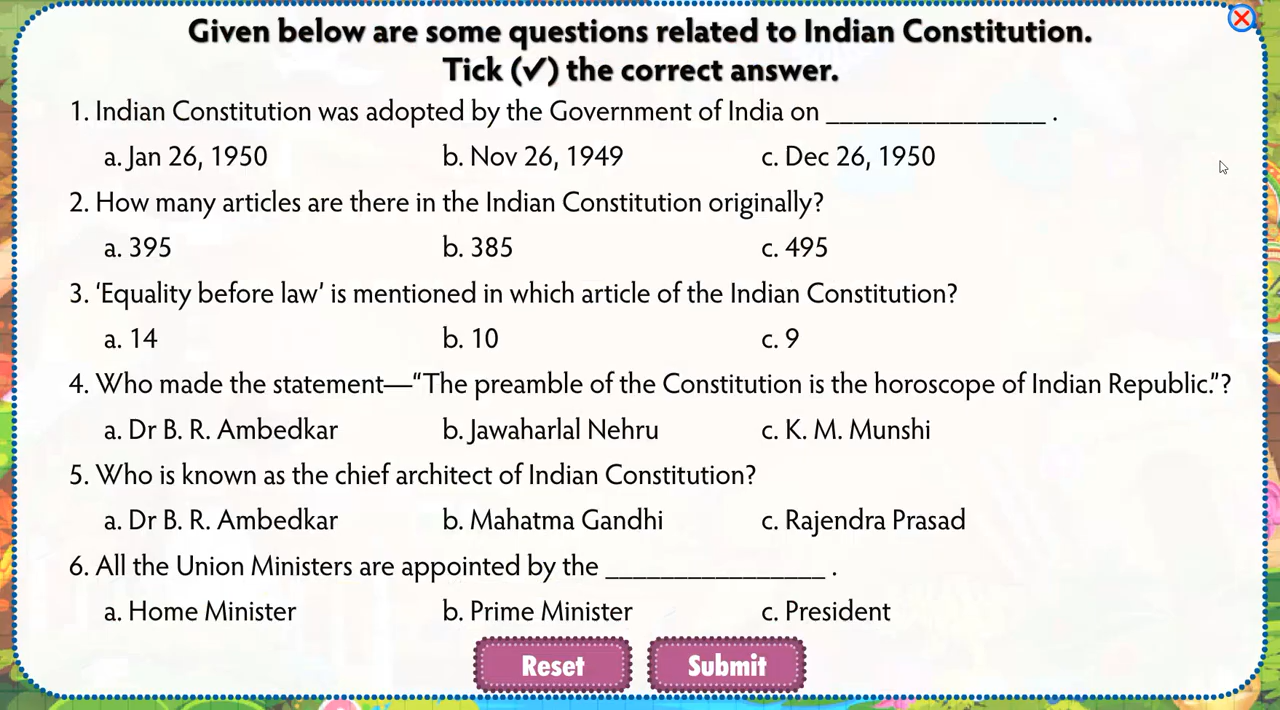 Given below are some questions related to Indian Constitution.
Tick (✓) the correct answer.
1. Indian Constitution was adopted by the Government of India on ________________ .
a. Jan 26, 1950 b. Nov 26, 1949 c. Dec 26, 1950
2. How many articles are there in the Indian Constitution originally?
a. 395 b. 385 c. 495
3. ‘Equality before law’ is mentioned in which article of the Indian Constitution?
a. 14 b. 10 c. 9
4. Who made the statement—“The preamble of the Constitution is the horoscope of Indian Republic.”?
a. Dr B. R. Ambedkar b. Jawaharlal Nehru c. K. M. Munshi
5. Who is known as the chief architect of Indian Constitution?
a. Dr B. R. Ambedkar b. Mahatma Gandhi c. Rajendra Prasad
6. All the Union Ministers are appointed by the ________________ .
a. Home Minister b. Prime Minister c. President
Reset Submit